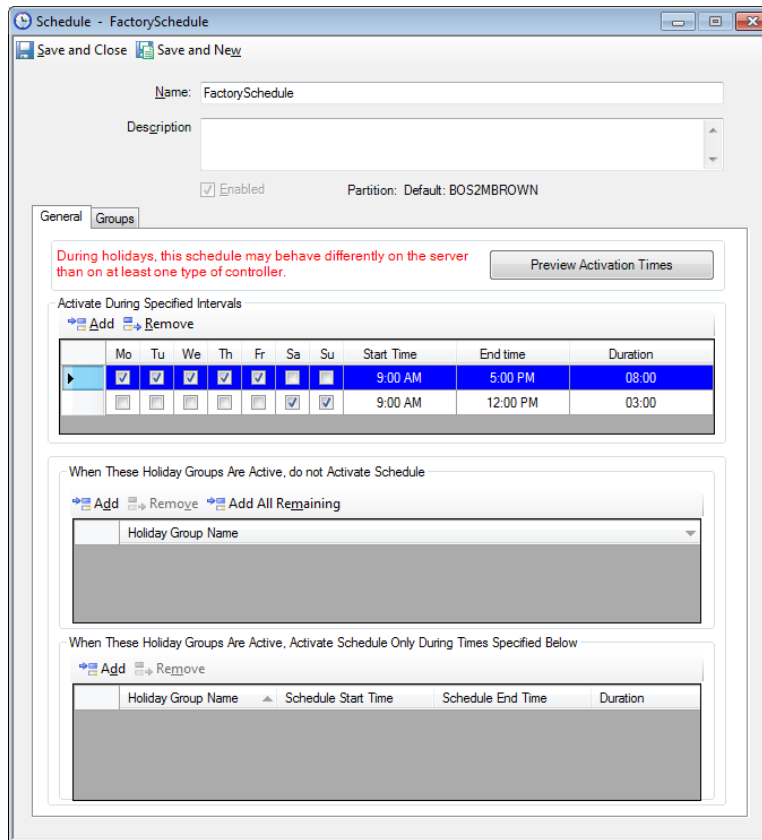 Schedule - FactorySchedule
Save and Close Save and New
Name: FactorySchedule
Description
Enabled Partition: Default: BOS2MBROWN
General Groups
During holidays, this schedule may behave differently on the server
than on at least one type of controller.
Preview Activation Times
Activate During Specified Intervals
Add Remove
Mo Tu We Th Fr Sa Su Start Time End time Duration
9:00 AM 5:00 PM 08:00
9:00 AM 12:00 PM 03:00
When These Holiday Groups Are Active, do not Activate Schedule
Add Remove Add All Remaining
Holiday Group Name
When These Holiday Groups Are Active, Activate Schedule Only During Times Specified Below
Add Remove
Holiday Group Name Schedule Start Time Schedule End Time Duration